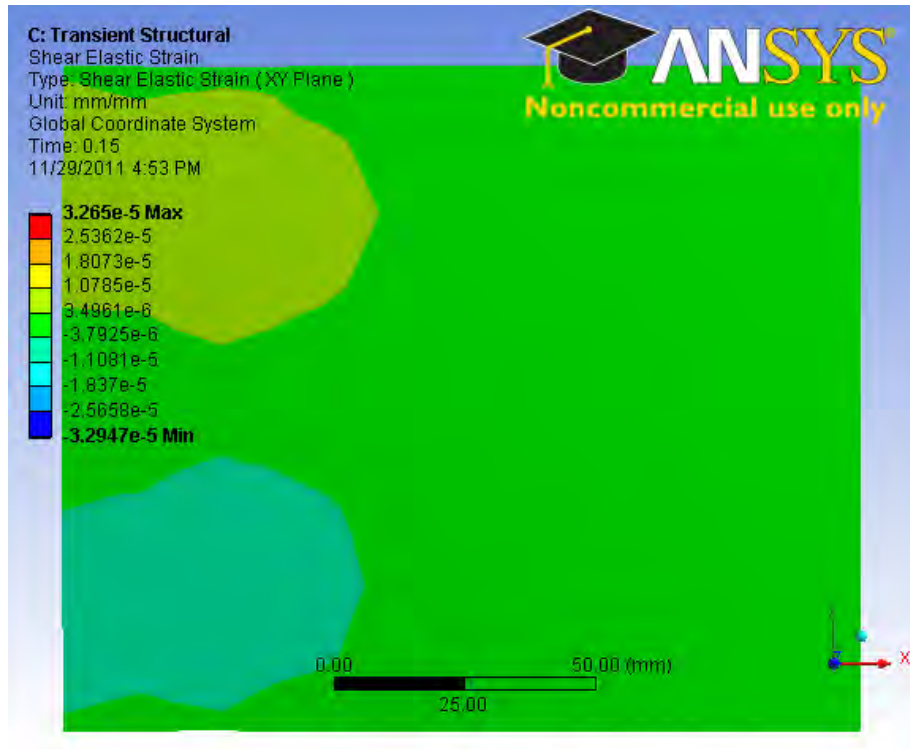 C: Transient Structural
Shear Elastic Strain
Type: Shear Elastic Strain ( XY Plane )
Unit: mm/mm
Global Coordinate System
Time: 0.15
11/29/2011 4:53 PM
ANSYS
Noncommercial use only
3.265e-5 Max
2.5362e-5
1.8073e-5
1.0785e-5
3.4961e-6
-3.7925e-6
-1.1081e-5
-1.837e-5
-2.5658e-5
-3.2947e-5 Min
0.00 50.00 (mm)
25.00
Z X